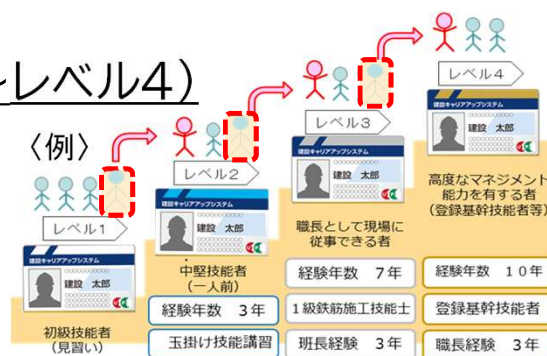 レベル4)
〈例〉
レベル1
建設キャリアアップシステム
建設 太郎
初級技能者
(見習い)
レベル2
建設キャリアアップシステム
建設 太郎
中堅技能者
(一人前)
経験年数 3年
玉掛け技能講習
レベル3
建設キャリアアップシステム
建設 太郎
職長として現場に
従事できる者
経験年数 7年
1級鉄筋施工技能士
班長経験 3年
レベル4
建設キャリアアップシステム
建設 太郎
高度なマネジメント
能力を有する者
(登録基幹技能者等)
経験年数 10年
登録基幹技能者
職長経験 3年